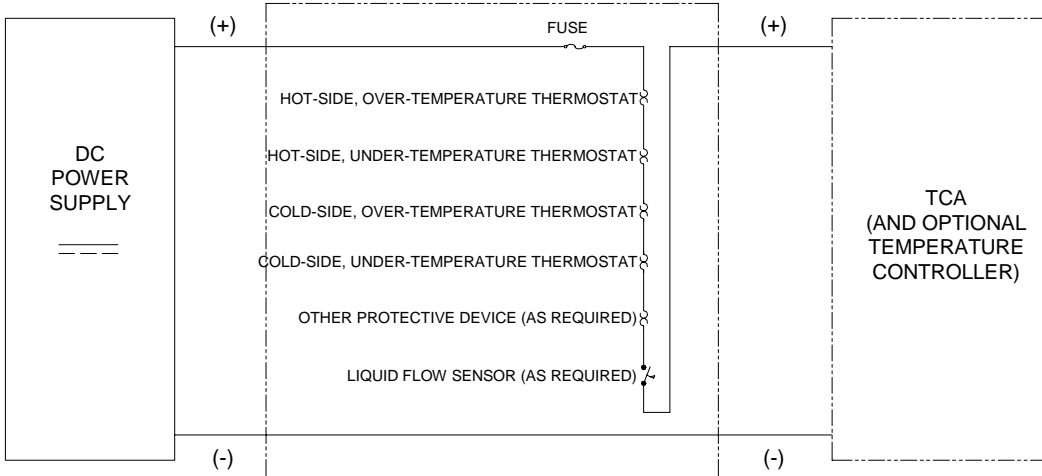 (+)
(+)
FUSE
HOT-SIDE, OVER-TEMPERATURE THERMOSTAT
HOT-SIDE, UNDER-TEMPERATURE THERMOSTAT
DC
POWER
SUPPLY
COLD-SIDE, OVER-TEMPERATURE THERMOSTAT
COLD-SIDE, UNDER-TEMPERATURE THERMOSTAT
OTHER PROTECTIVE DEVICE (AS REQUIRED)
LIQUID FLOW SENSOR (AS REQUIRED)
TCA
(AND OPTIONAL
TEMPERATURE
CONTROLLER)
(-)
(-)